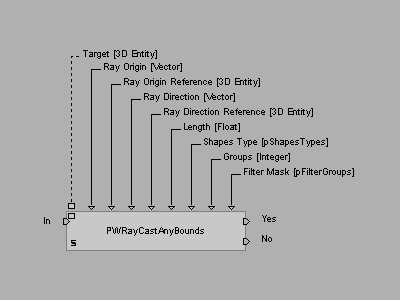 Target [3D Entity]
Ray Origin [Vector]
Ray Origin Reference [3D Entity]
Ray Direction [Vector]
Ray Direction Reference [3D Entity]
Length [Float]
Shapes Type [pShapesTypes]
Groups [Integer]
Filter Mask [pFilterGroups]
In
PWRayCastAnyBounds
Yes
No
S